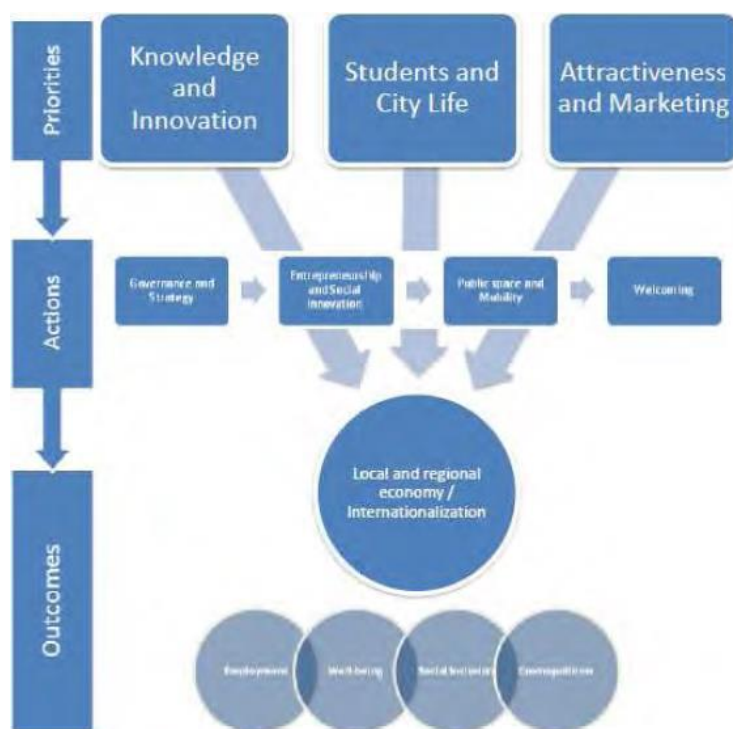 Priorities
Knowledge
and
Innovation
Students and
City Life
Attractiveness
and Marketing
Actions
Governance and
Strategy
Entrepreneurship
and Social
Innovation
Public space and
Mobility
Welcoming
Outcomes
Local and regional
economy /
Internationalization
Employment
Well-being
Social Inclusion
Cosmopolitism